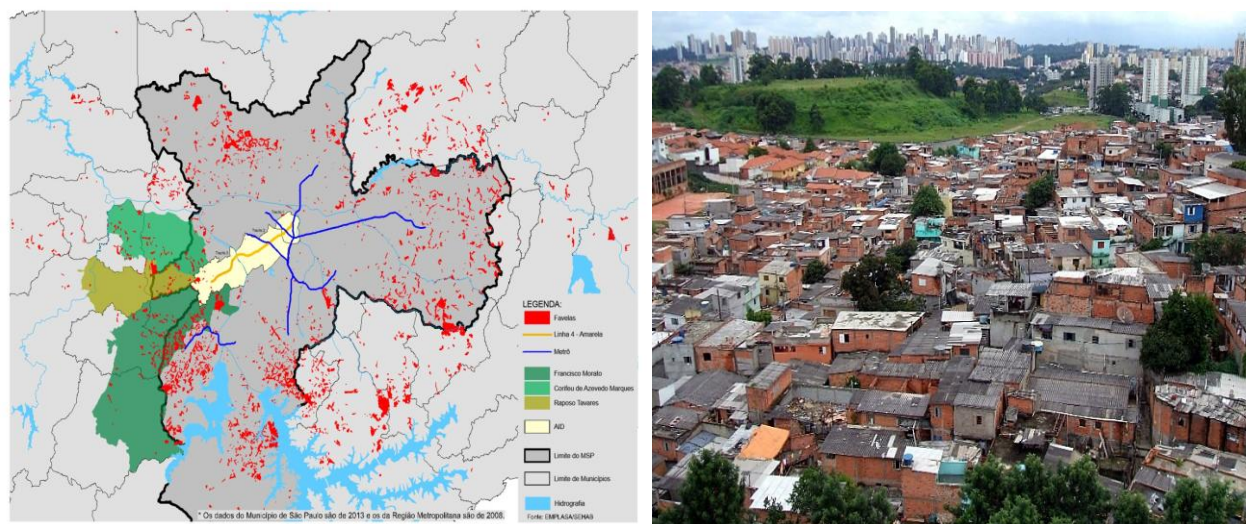 LEGENDA:
Favelas
Linha 4 - Amarela
Metrô
Francisco Morato
Corifeu de Azevedo Marques
Raposo Tavares
AID
Limite do MSP
Limite de Municípios
Hidrografia
Fonte: EMPLASA/SEHAB
* Os dados do Município de São Paulo são de 2013 e os da Região Metropolitana são de 2008.